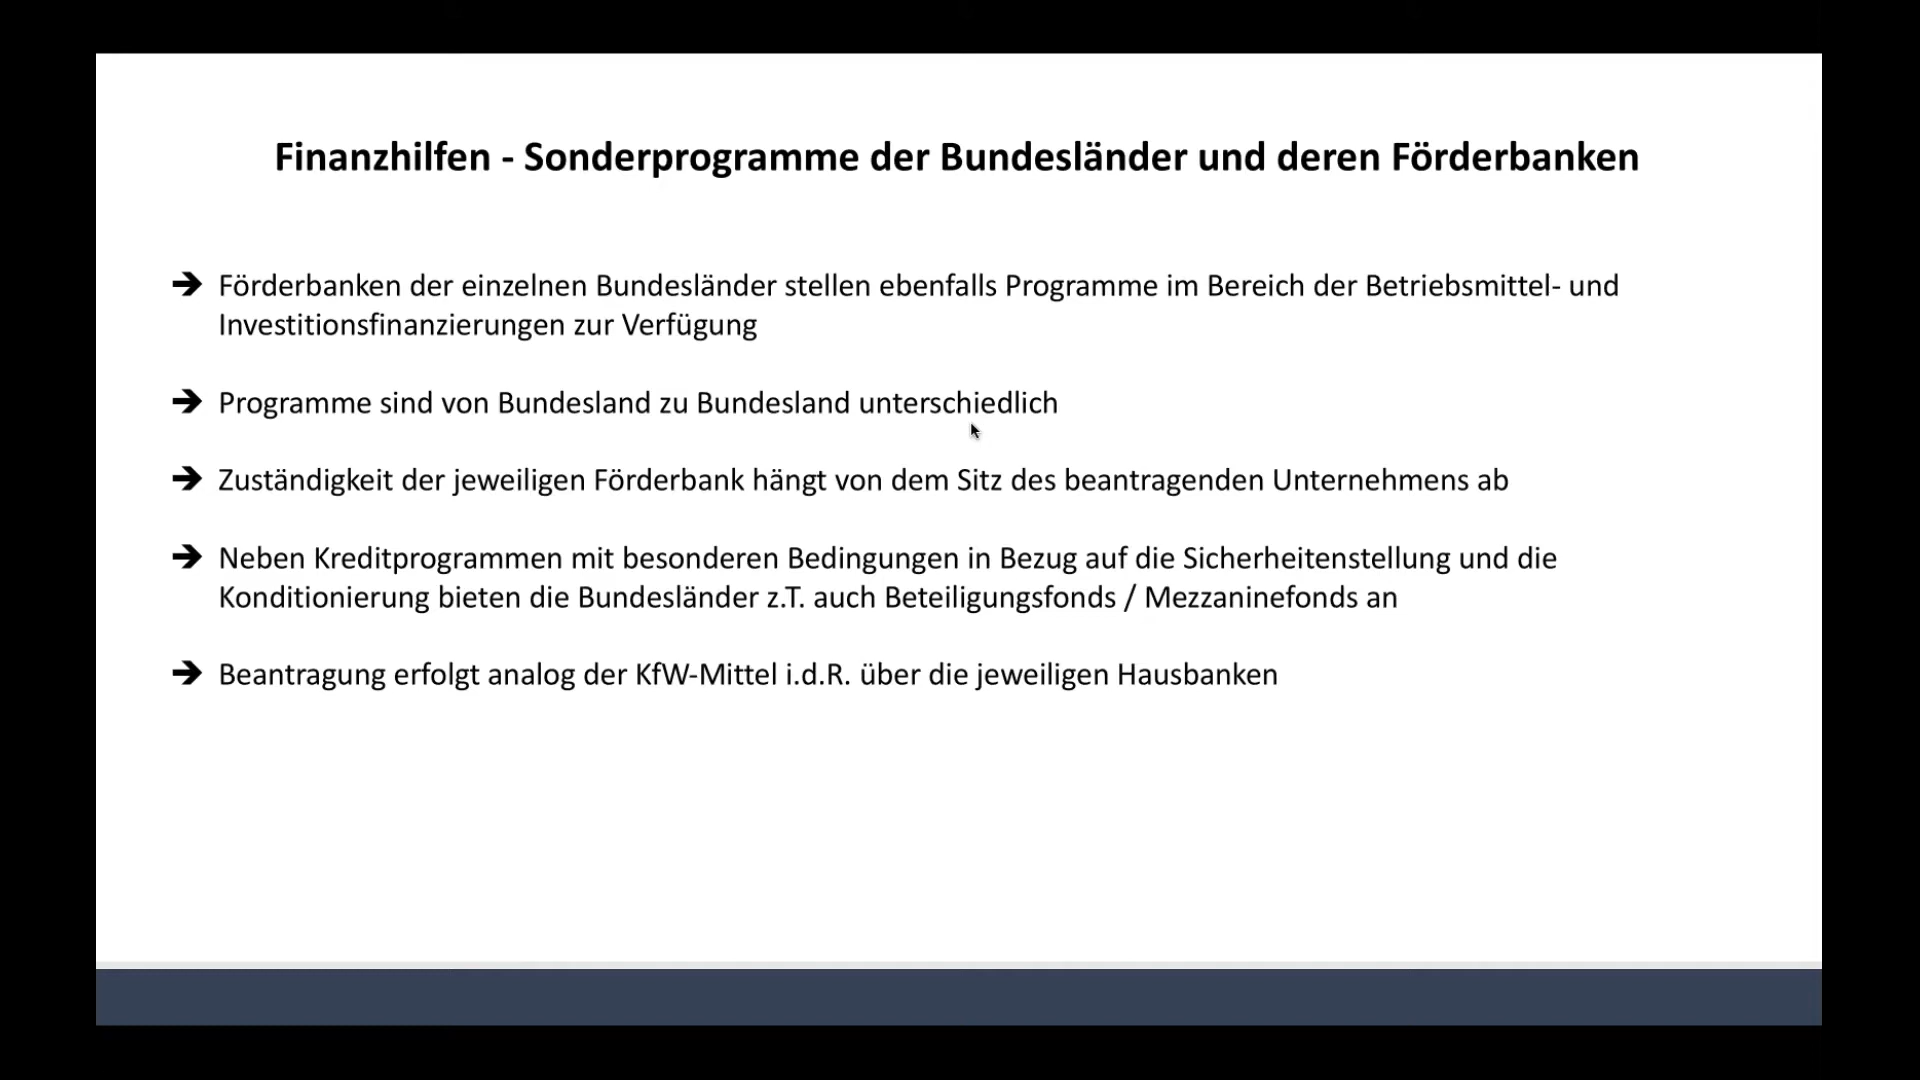 Finanzhilfen - Sonderprogramme der Bundesländer und deren Förderbanken
➔ Förderbanken der einzelnen Bundesländer stellen ebenfalls Programme im Bereich der Betriebsmittel- und
Investitionsfinanzierungen zur Verfügung
➔ Programme sind von Bundesland zu Bundesland unterschiedlich
➔ Zuständigkeit der jeweiligen Förderbank hängt von dem Sitz des beantragenden Unternehmens ab
➔ Neben Kreditprogrammen mit besonderen Bedingungen in Bezug auf die Sicherheitenstellung und die
Konditionierung bieten die Bundesländer z.T. auch Beteiligungsfonds / Mezzaninefonds an
➔ Beantragung erfolgt analog der KfW-Mittel i.d.R. über die jeweiligen Hausbanken